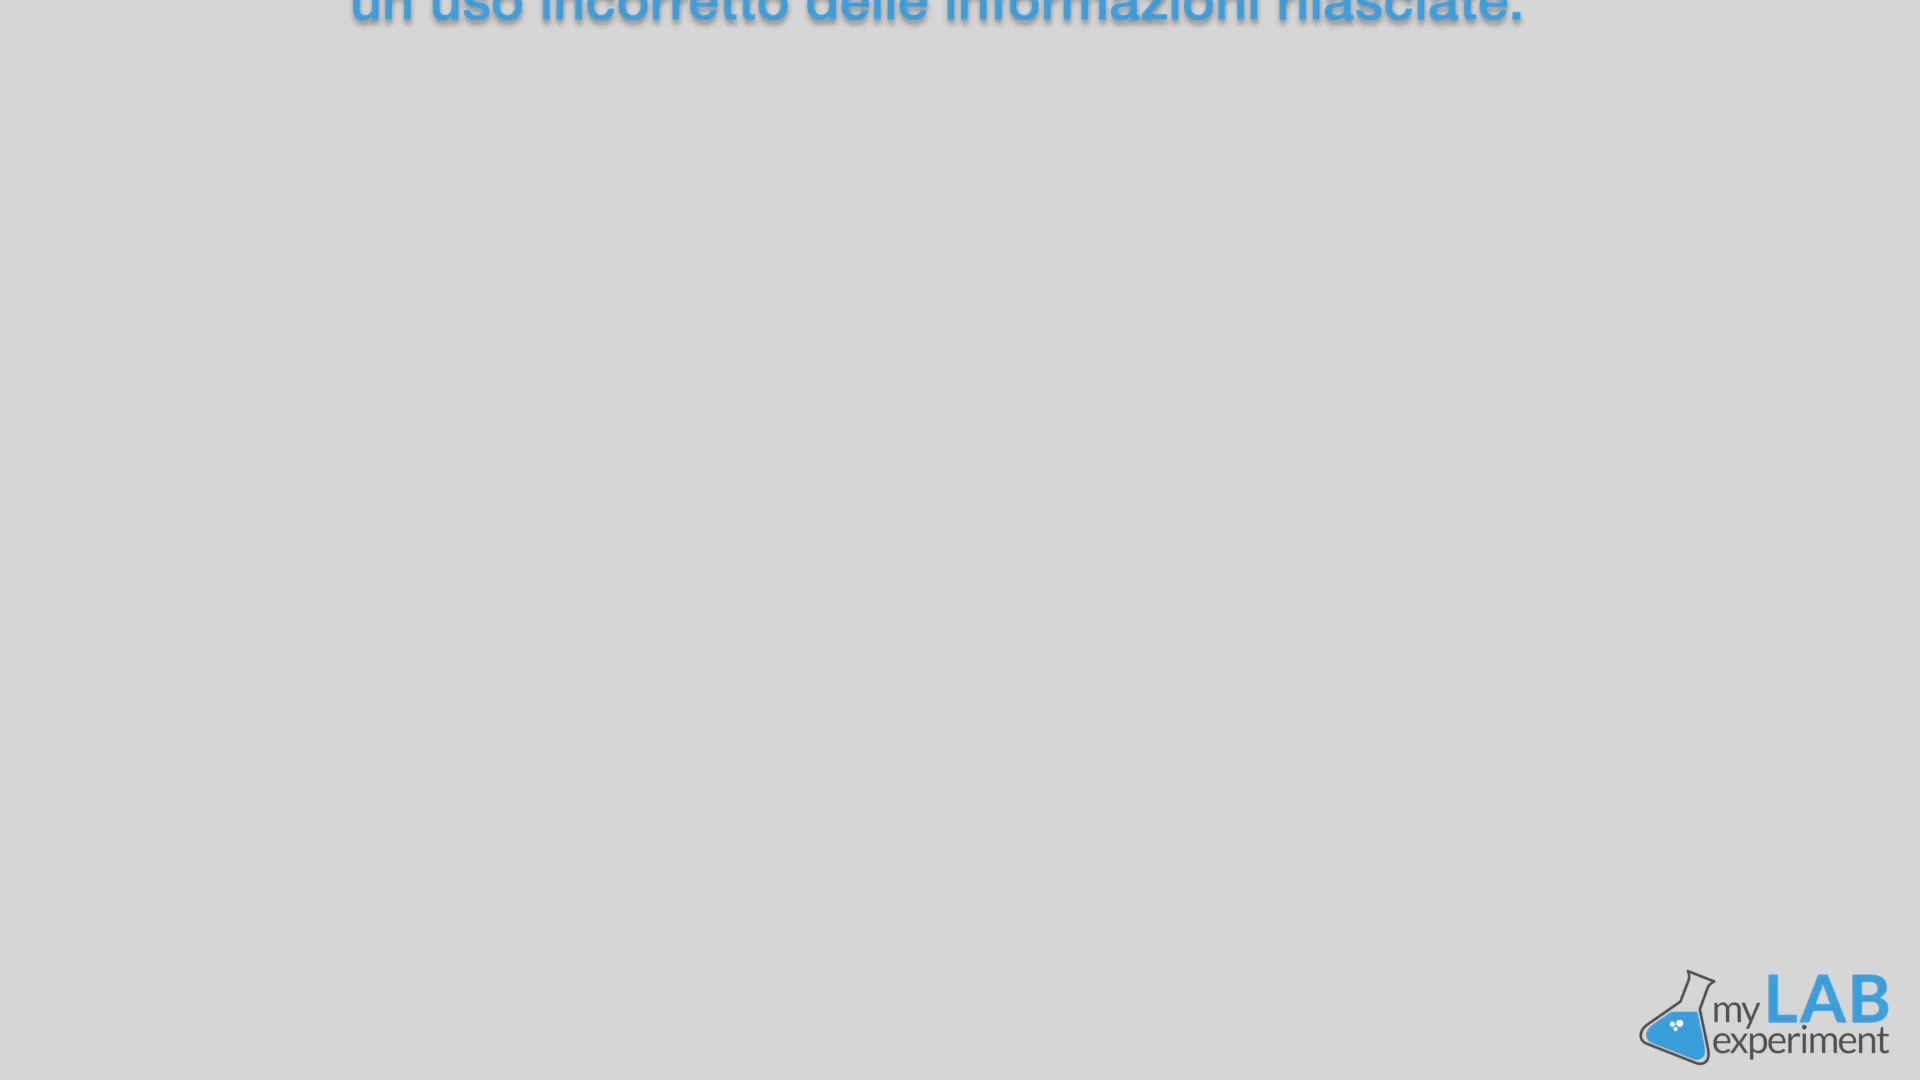 un uso incorretto delle informazioni rilasciate.
my LAB
experiment